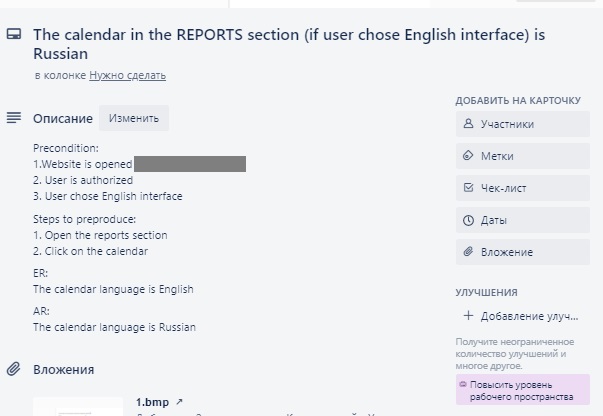 The calendar in the REPORTS section (if user chose English interface) is
Russian
в колонке Нужно сделать
Описание
Изменить
Precondition:
1.Website is opened
2. User is authorized
3. User chose English interface
Steps to preproduce:
1. Open the reports section
2. Click on the calendar
ER:
The calendar language is English
AR:
The calendar language is Russian
Вложения
1.bmp ↗
ДОБАВИТЬ НА КАРТОЧКУ
Участники
Метки
Чек-лист
Даты
Вложение
УЛУЧШЕНИЯ
+ Добавление улуч...
Получите неограниченное
количество улучшений и
многое другое.
Повысить уровень
рабочего пространства